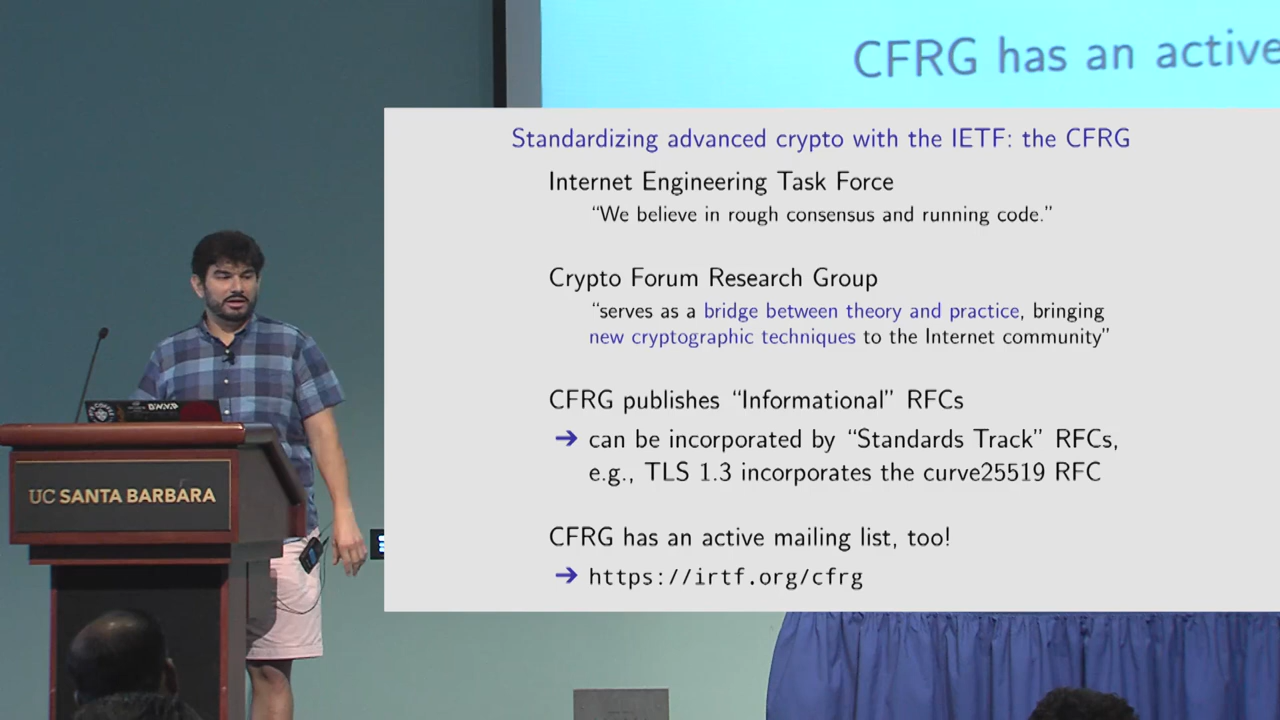 CFRG has an active
Standardizing advanced crypto with the IETF: the CFRG
Internet Engineering Task Force
“We believe in rough consensus and running code.”
Crypto Forum Research Group
“serves as a bridge between theory and practice, bringing
new cryptographic techniques to the Internet community”
CFRG publishes “Informational” RFCs
➔ can be incorporated by “Standards Track” RFCs,
e.g., TLS 1.3 incorporates the curve25519 RFC
CFRG has an active mailing list, too!
➔ https://irtf.org/cfrg
UC SANTA BARBARA